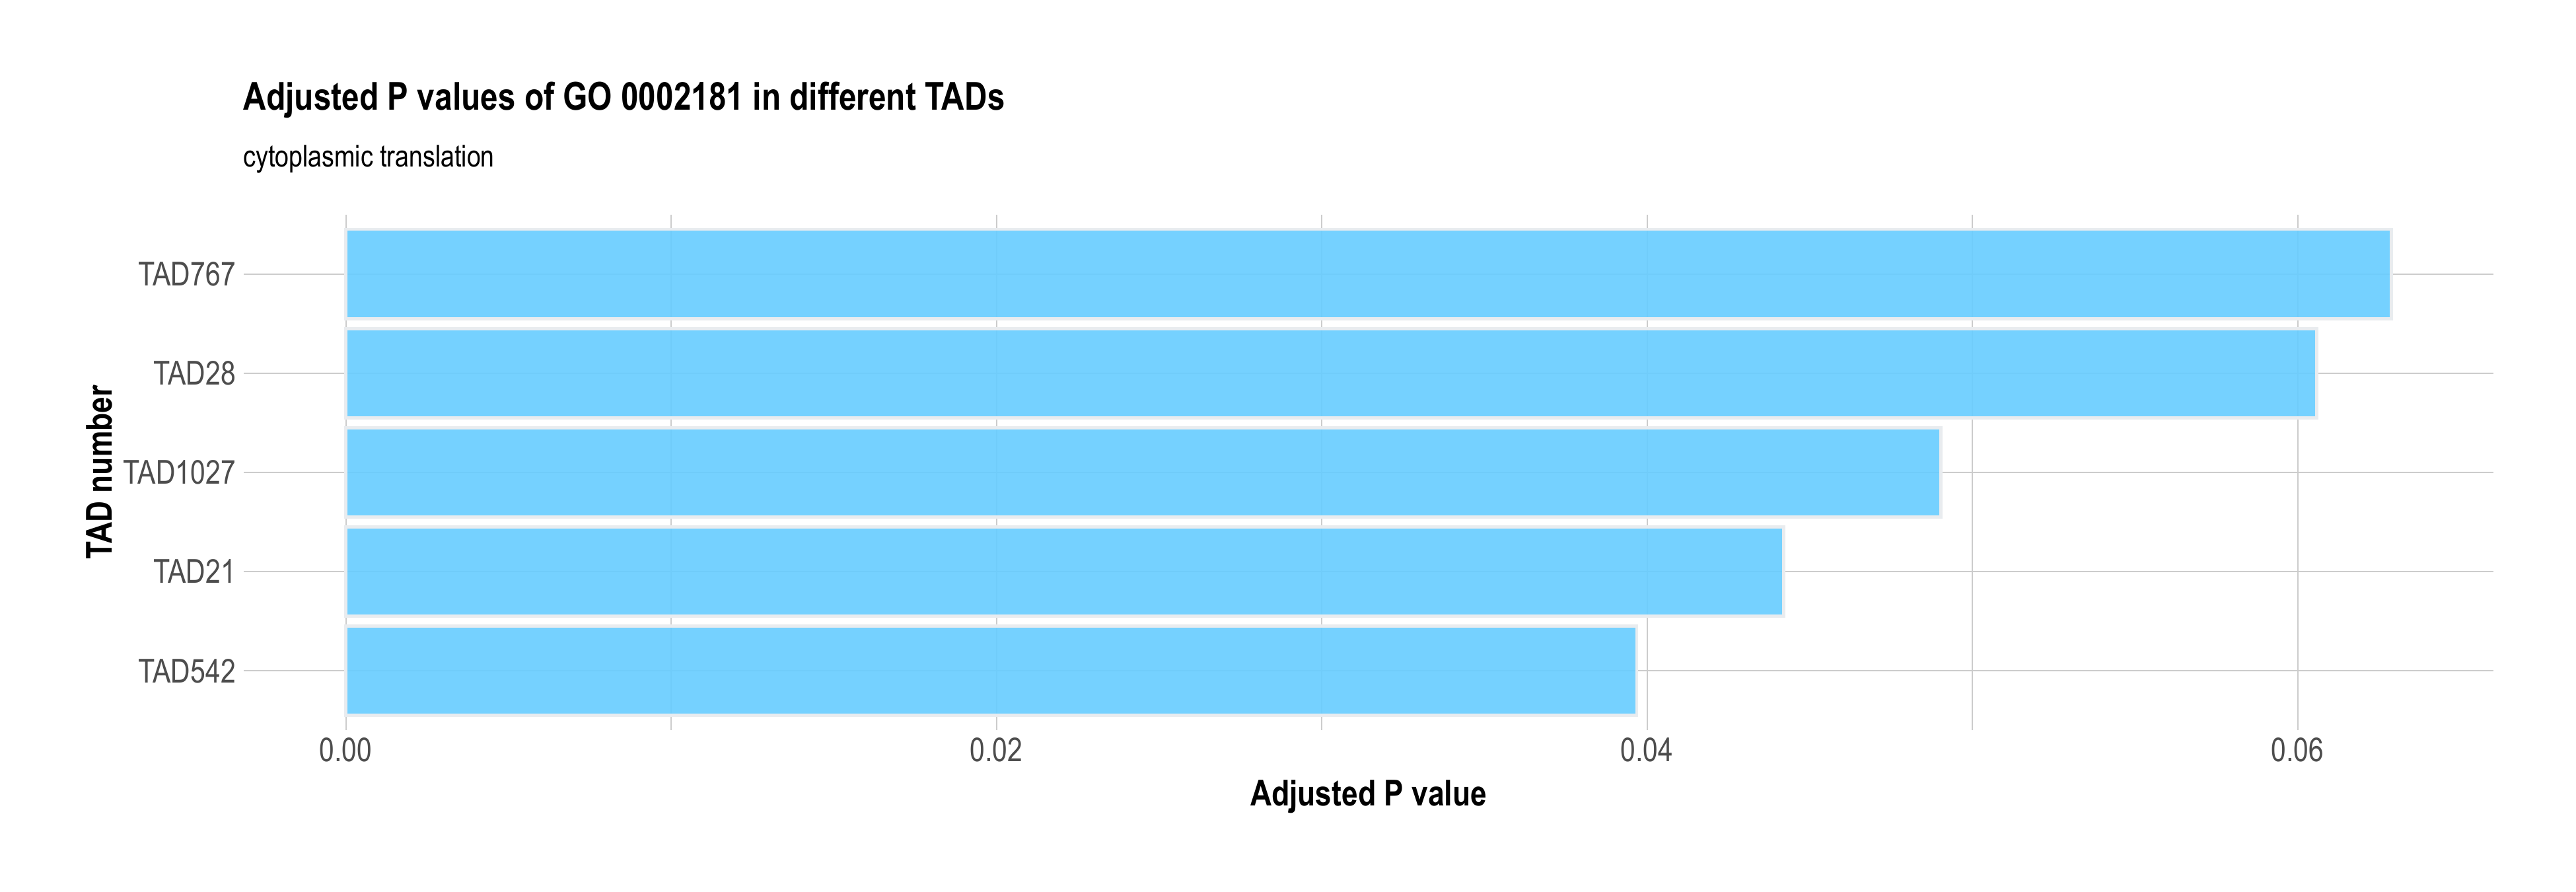 Adjusted P values of GO 0002181 in different TADs
cytoplasmic translation
TAD number
TAD767
TAD28
TAD1027
TAD21
TAD542
0.00 0.02 0.04 0.06
Adjusted P value